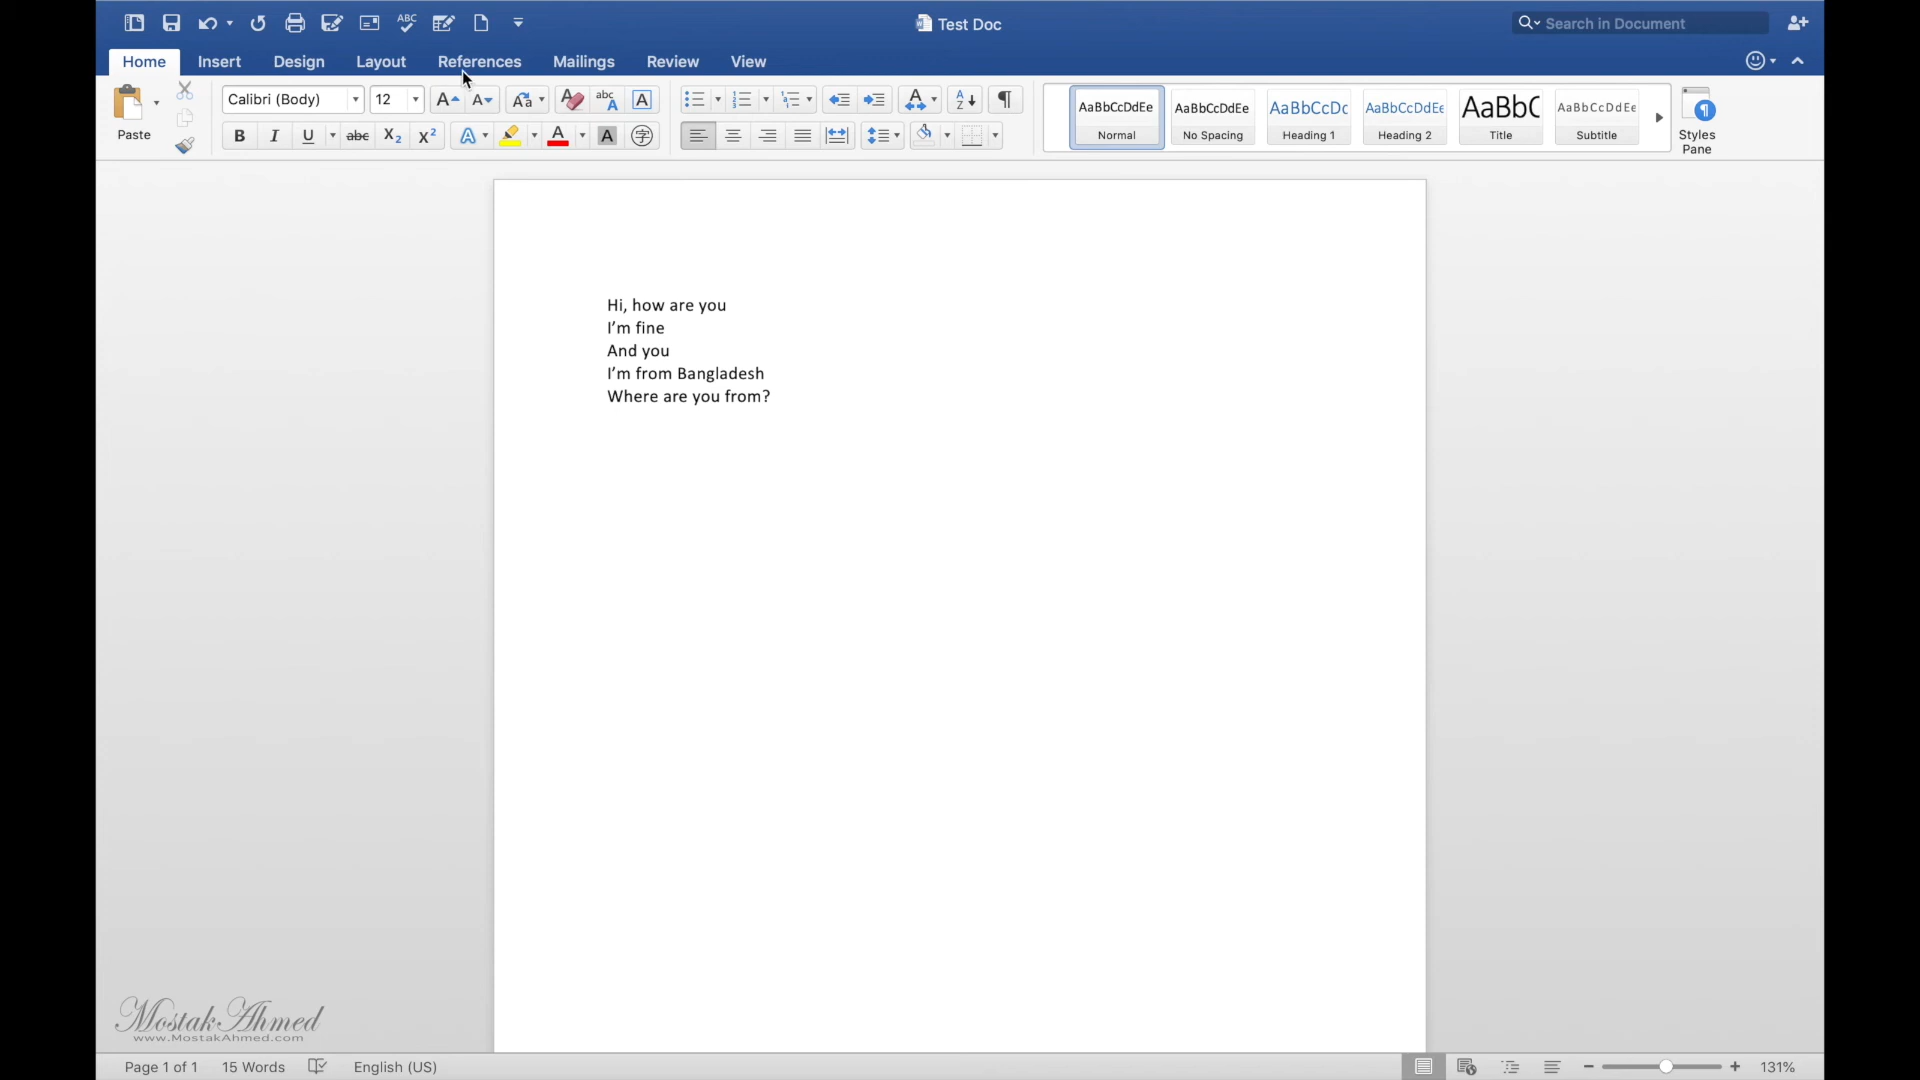 Test Doc
Search in Document
Home Insert Design Layout References Mailings Review View
Paste
Calibri (Body) 12
AaBbCcDdEe Normal
AaBbCcDdEe No Spacing
AaBbCcDc Heading 1
AaBbCcDdEe Heading 2
AaBbC Title
AaBbCcDdEe Subtitle
Styles Pane
Hi, how are you
I’m fine
And you
I’m from Bangladesh
Where are you from?
Mostak Ahmed
www.MostakAhmed.com
Page 1 of 1 15 Words English (US) 131%